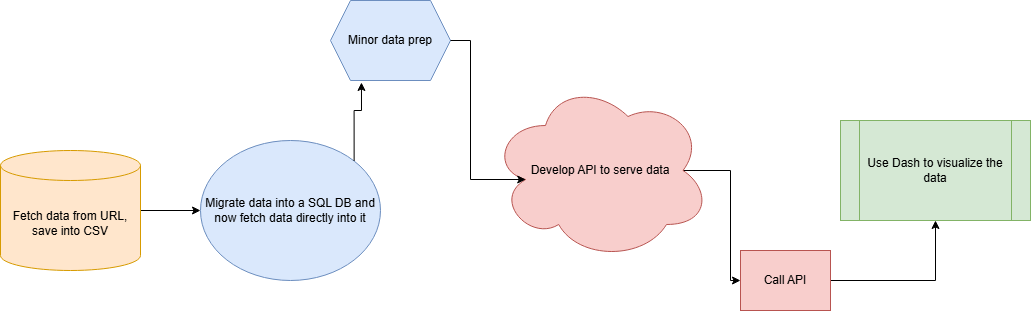 Minor data prep
Develop API to serve data
Use Dash to visualize the
data
Fetch data from URL,
save into CSV
Migrate data into a SQL DB and
now fetch data directly into it
Call API